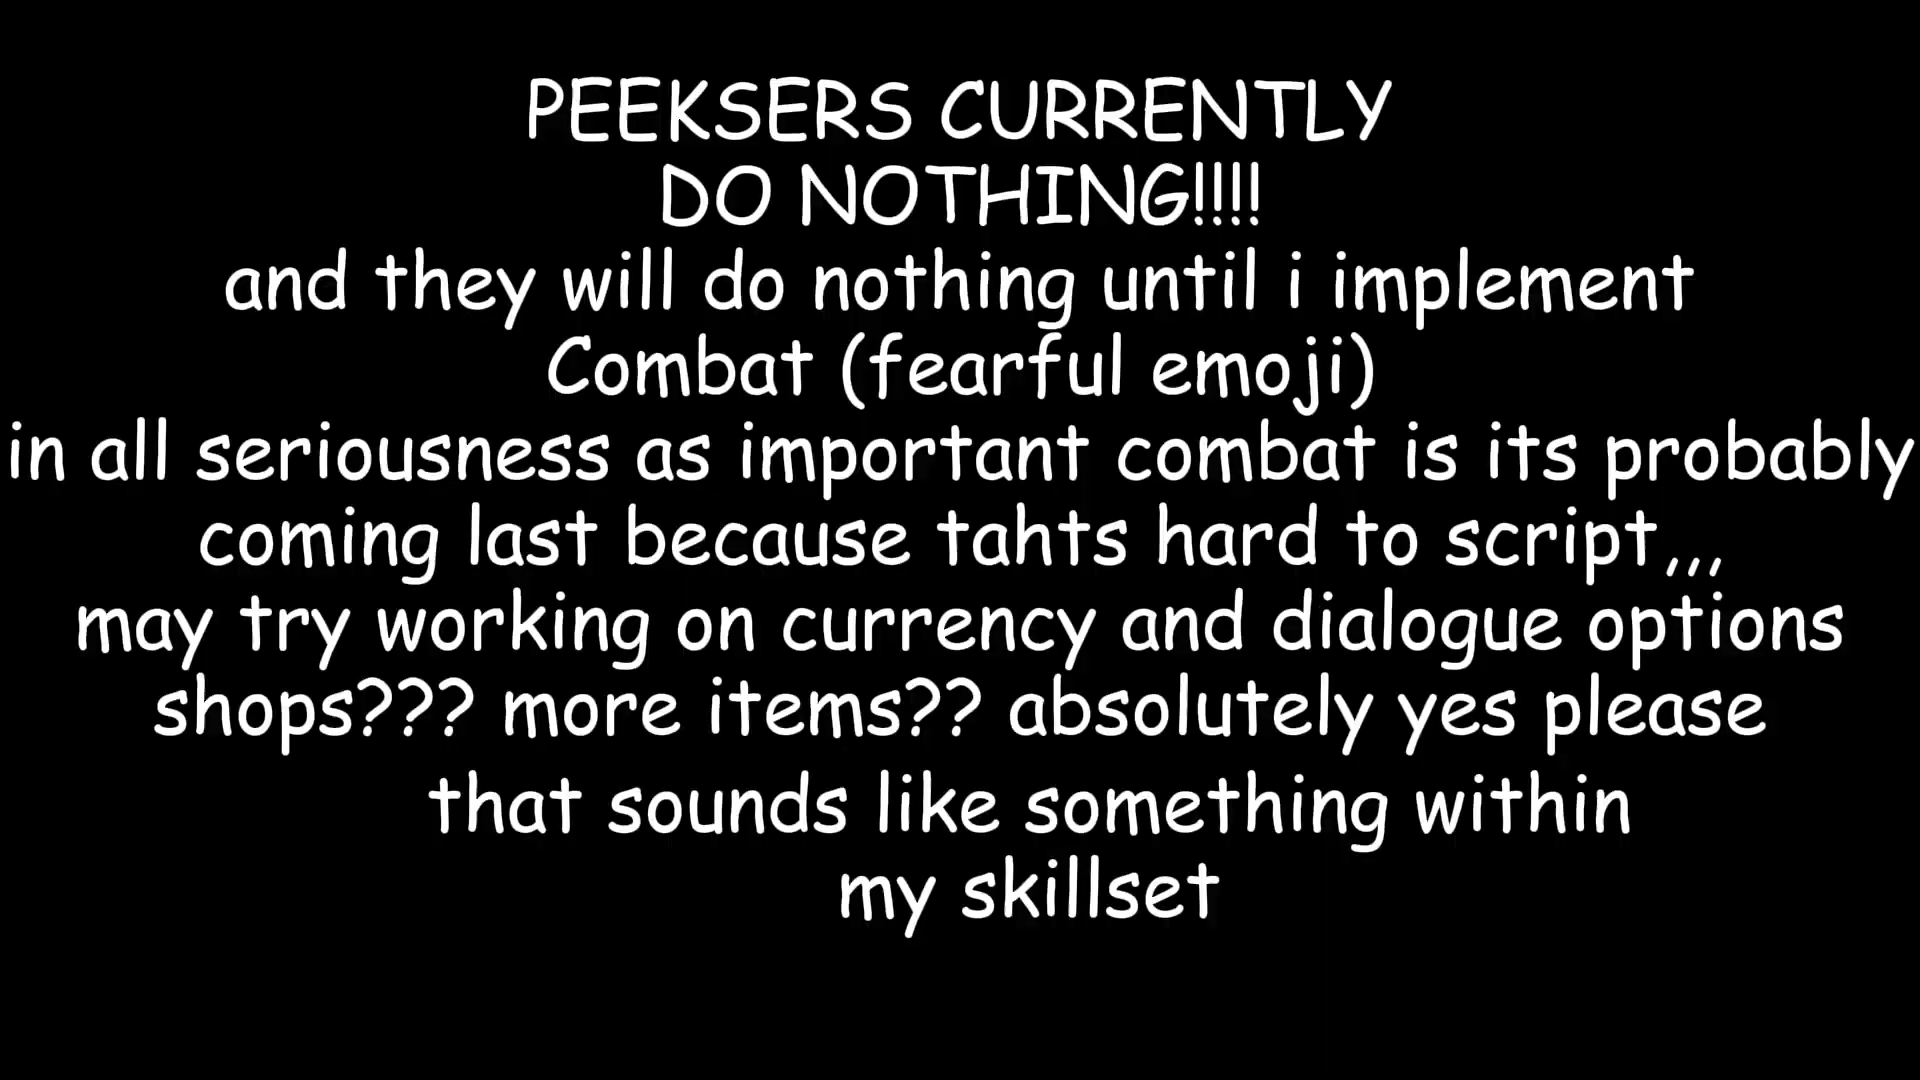 PEEKSERS CURRENTLY
DO NOTHING!!!!
and they will do nothing until i implement
Combat (fearful emoji)
in all seriousness as important combat is its probably
coming last because tahts hard to script,,,
may try working on currency and dialogue options
shops??? more items?? absolutely yes please
that sounds like something within
my skillset